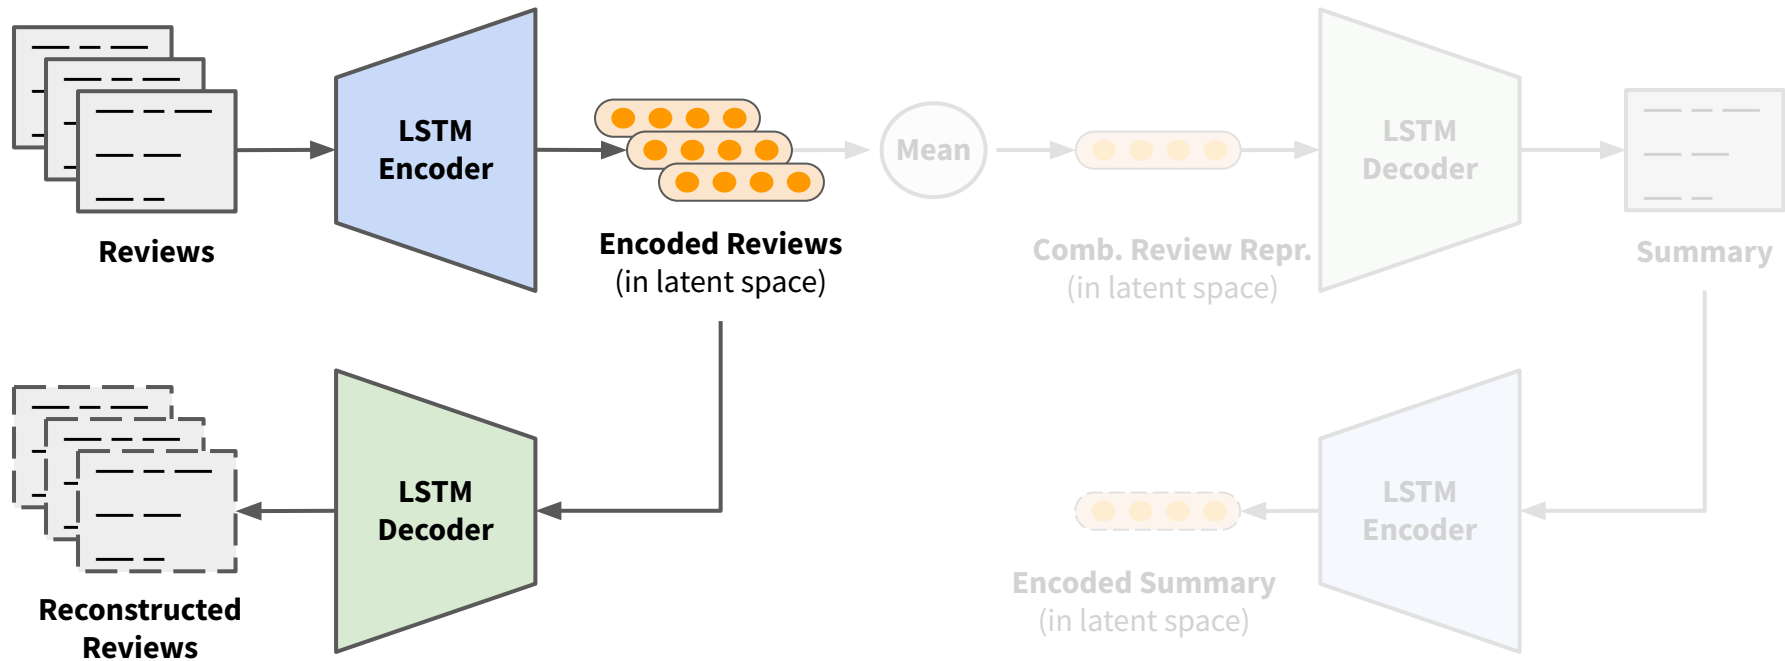 LSTM
Encoder
Mean
LSTM
Decoder
Reviews
Encoded Reviews
(in latent space)
Comb. Review Repr.
(in latent space)
Summary
LSTM
Decoder
LSTM
Encoder
Reconstructed
Reviews
Encoded Summary
(in latent space)